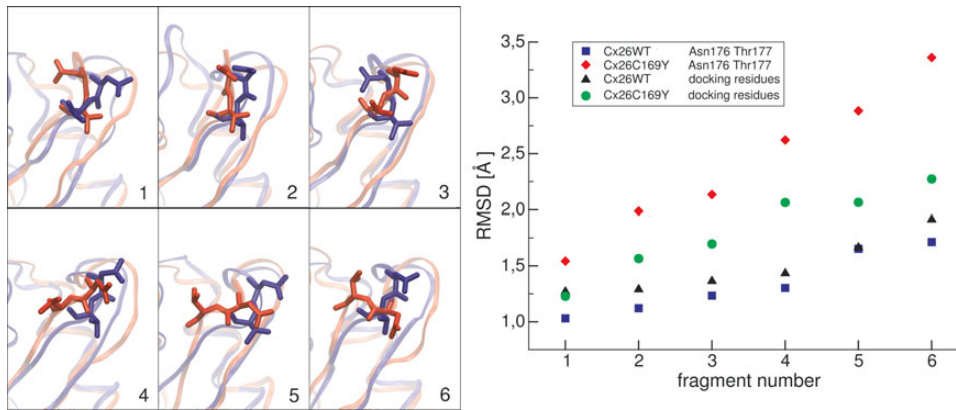 1
2
3
4
5
6
Cx26WT Asn176 Thr177
Cx26C169Y Asn176 Thr177
Cx26WT docking residues
Cx26C169Y docking residues
3,5
3,0
2,5
2,0
1,5
1,0
RMSD [Å]
1 2 3 4 5 6
fragment number